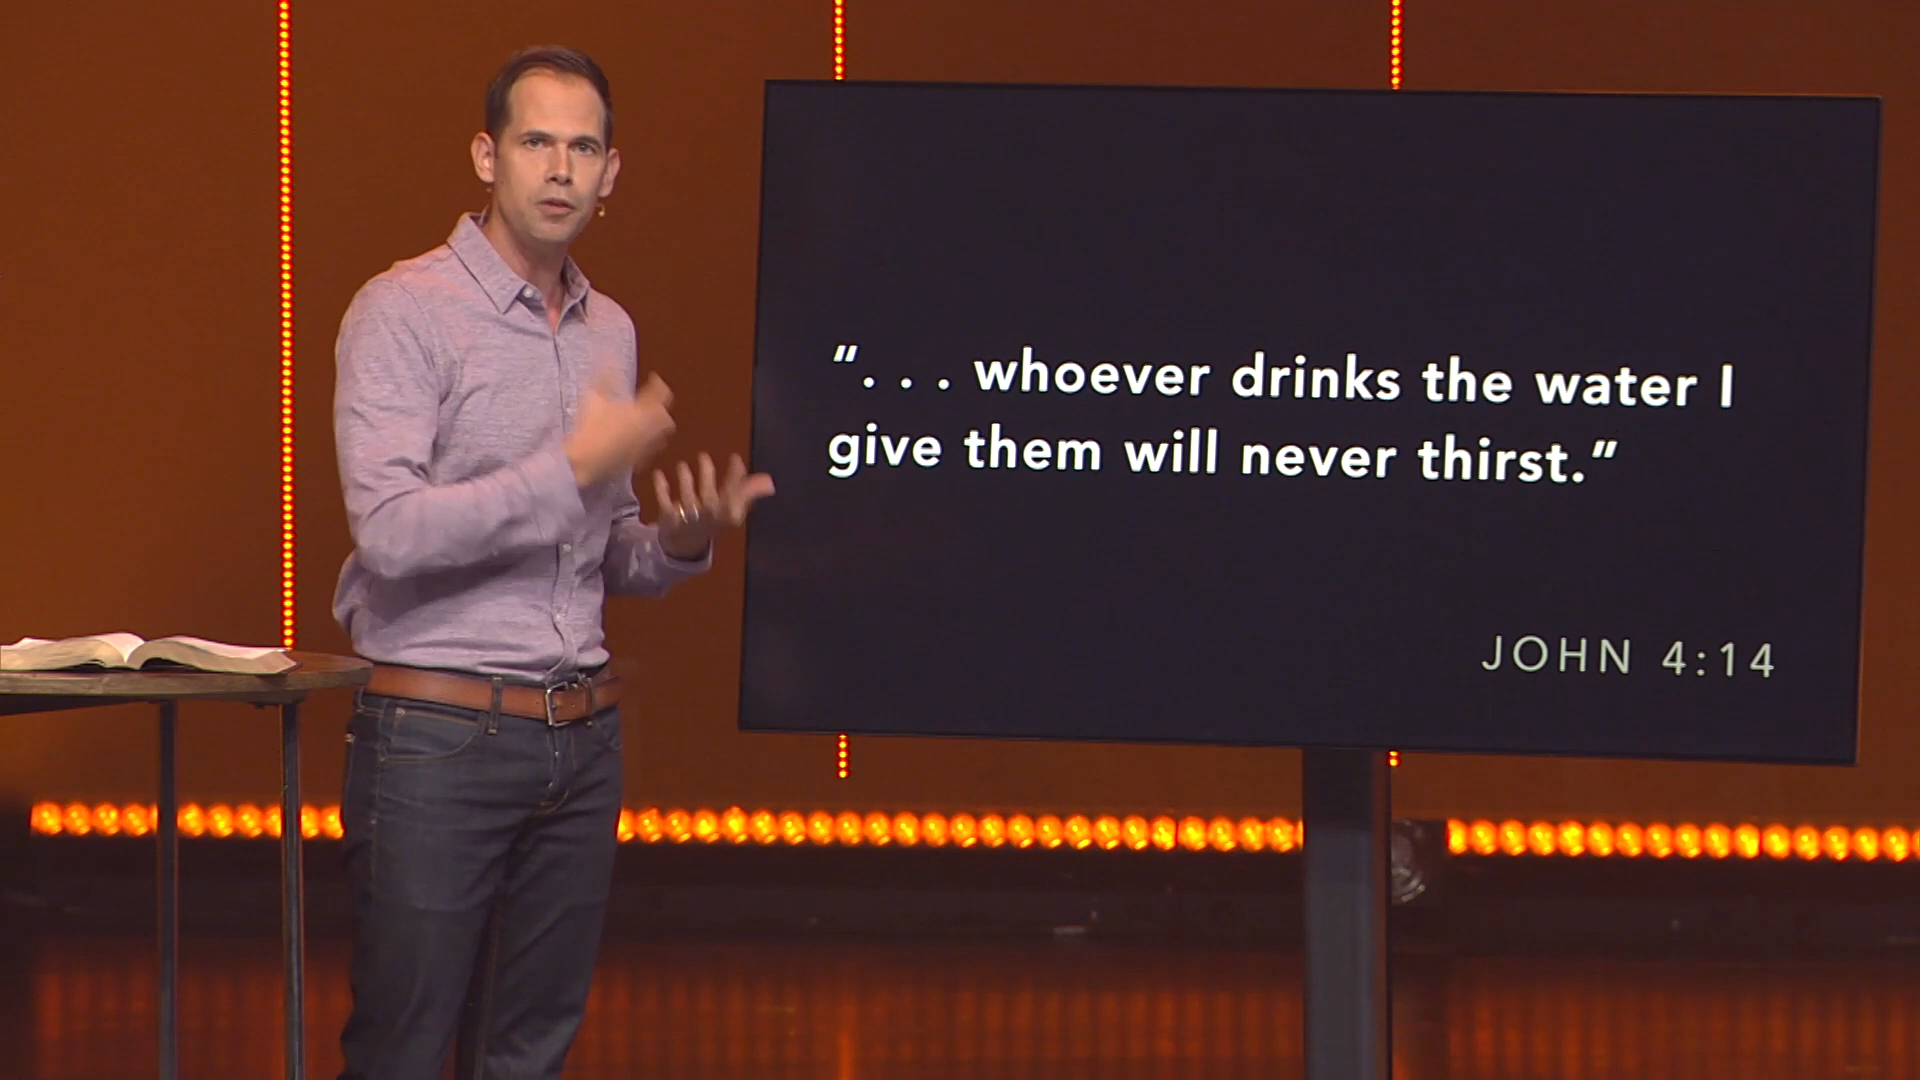 “. . . whoever drinks the water I
give them will never thirst.”
JOHN 4:14